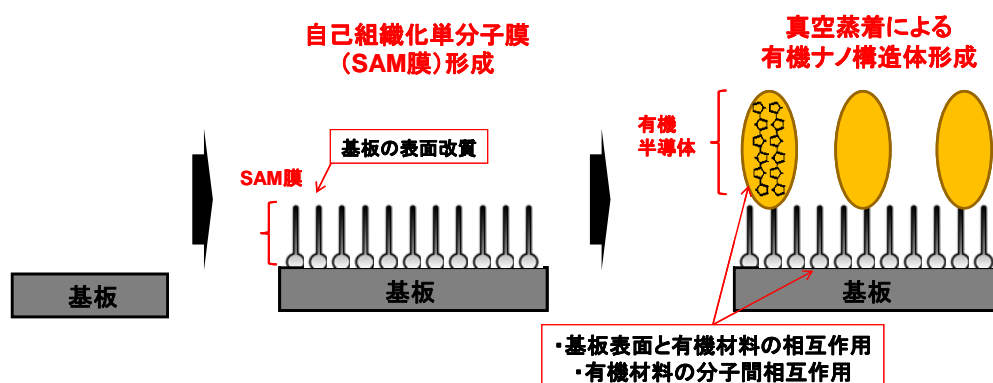 基板
自己組織化単分子膜
（SAM膜）形成
基板の表面改質
SAM膜
基板
真空蒸着による
有機ナノ構造体形成
有機
半導体
基板
・基板表面と有機材料の相互作用
・有機材料の分子間相互作用